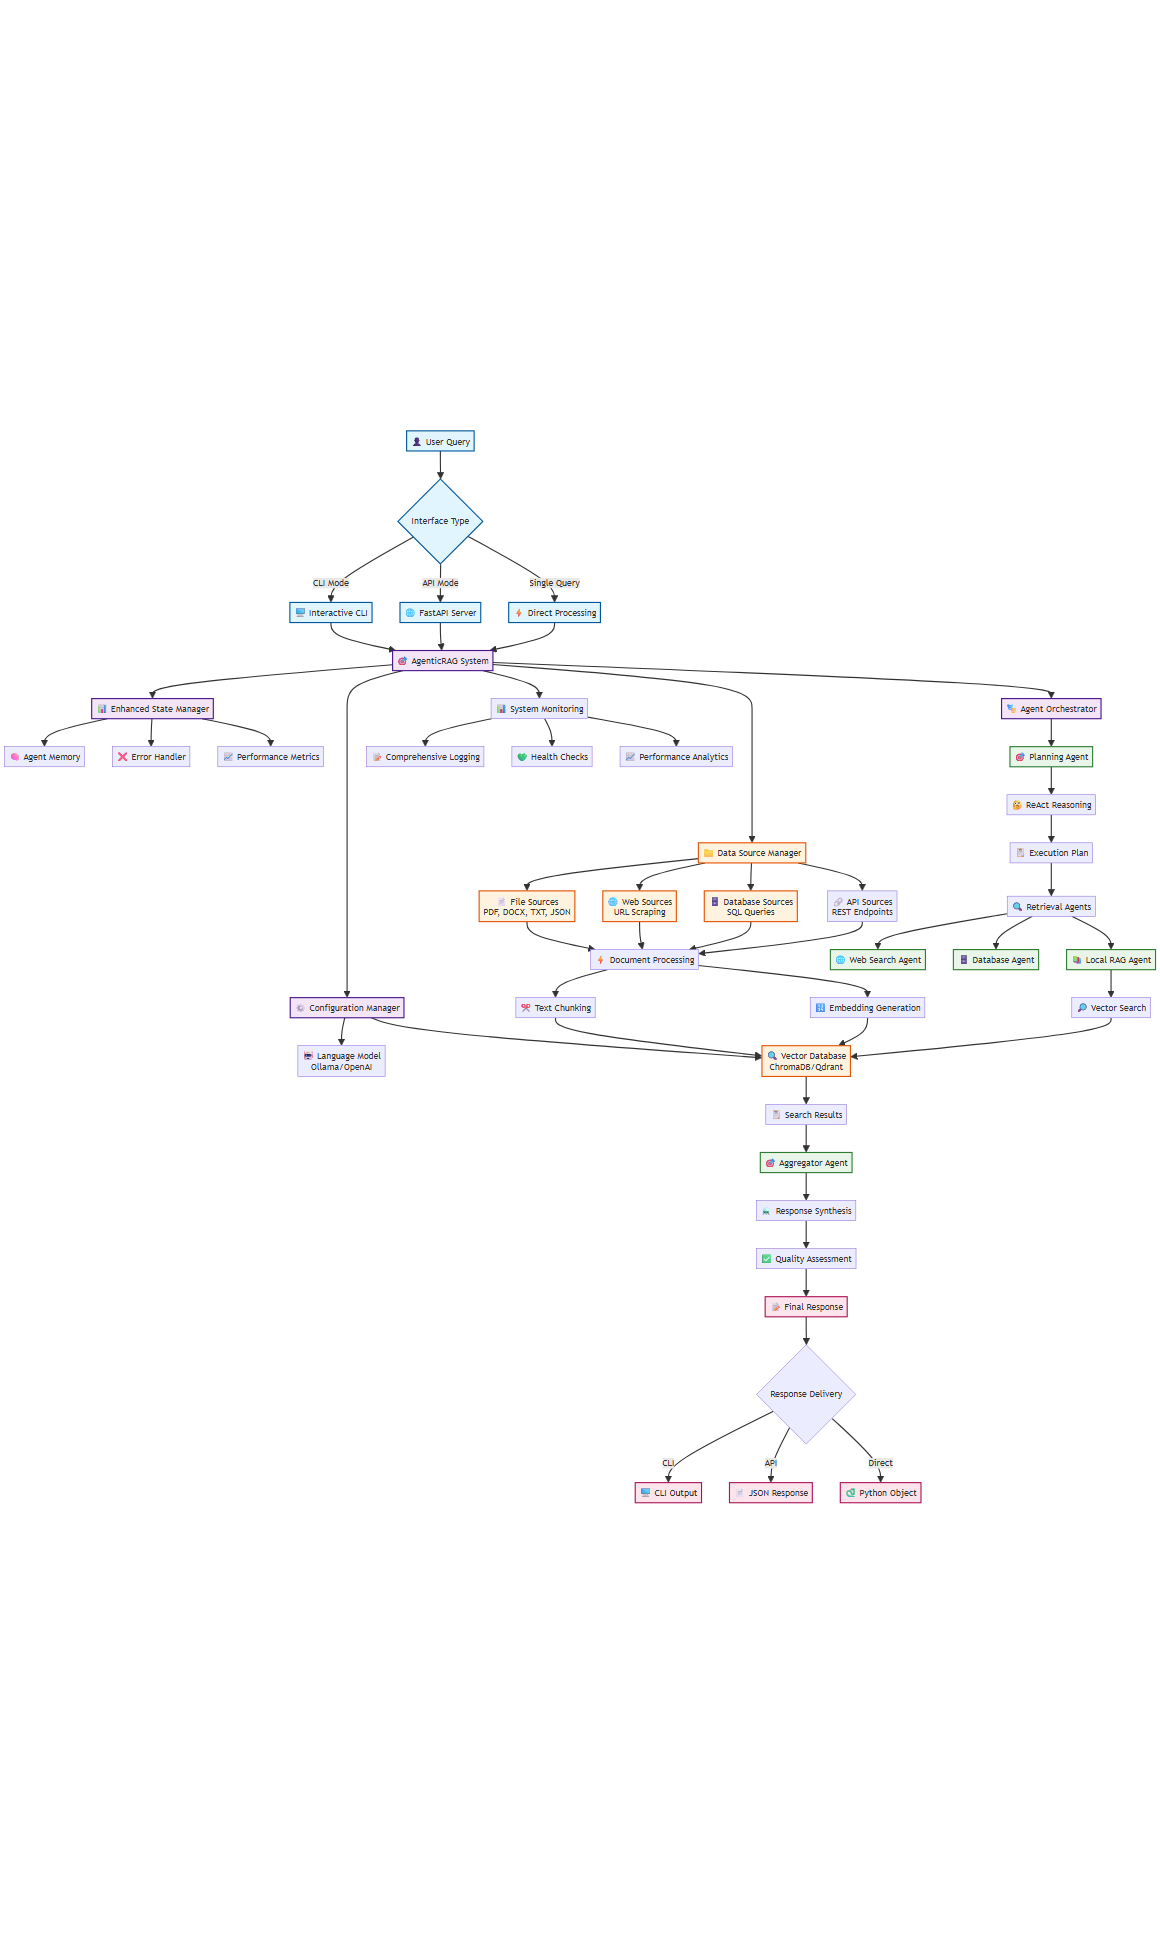 User Query
Interface Type
CLI Mode
API Mode
Single Query
Interactive CLI
FastAPI Server
Direct Processing
AgenticRAG System
Enhanced State Manager
System Monitoring
Agent Orchestrator
Agent Memory
Error Handler
Performance Metrics
Comprehensive Logging
Health Checks
Performance Analytics
Planning Agent
ReAct Reasoning
Data Source Manager
Execution Plan
File Sources
PDF, DOCX, TXT, JSON
Web Sources
URL Scraping
Database Sources
SQL Queries
API Sources
REST Endpoints
Retrieval Agents
Document Processing
Web Search Agent
Database Agent
Local RAG Agent
Configuration Manager
Text Chunking
Embedding Generation
Vector Search
Language Model
Ollama/OpenAI
Vector Database
ChromaDB/Qdrant
Search Results
Aggregator Agent
Response Synthesis
Quality Assessment
Final Response
Response Delivery
CLI
API
Direct
CLI Output
JSON Response
Python Object